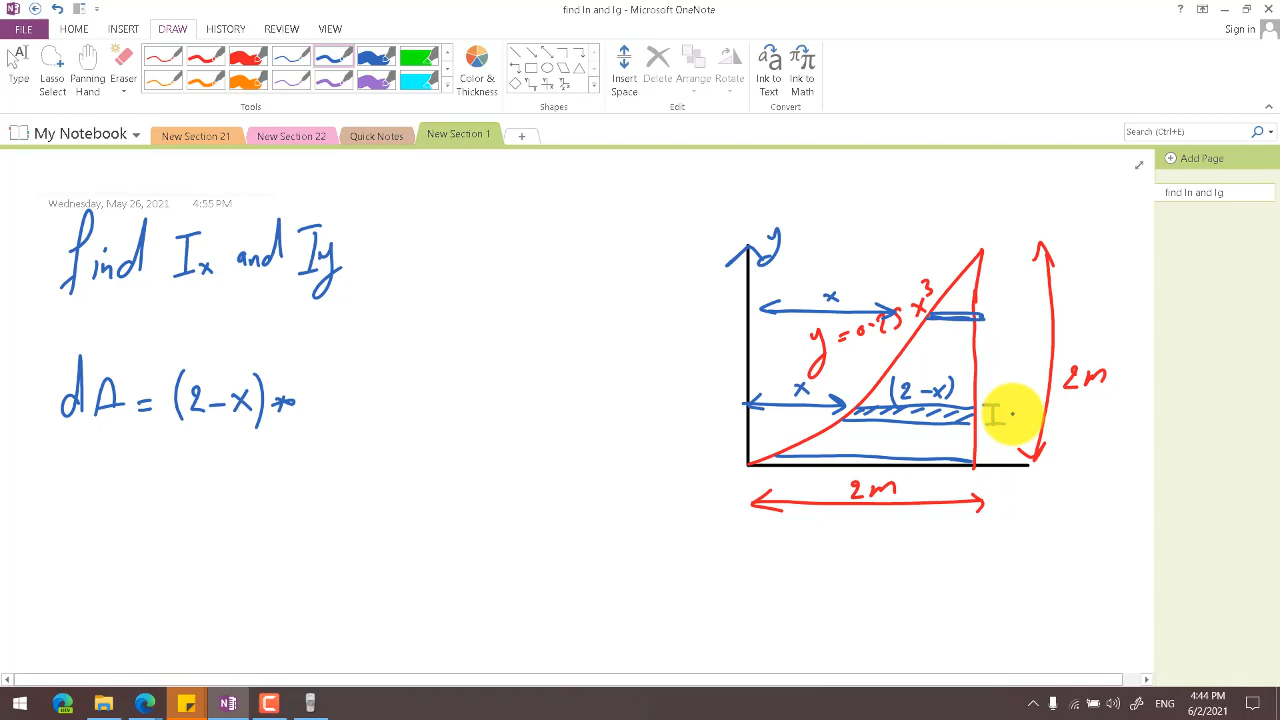 find In and Ig - Microsoft OneNote
FILE HOME INSERT DRAW HISTORY REVIEW VIEW
Sign in
Type
Lasso Select
Panning Hand
Eraser
Color & Thickness
Insert Space
Delete
Arrange
Rotate
Ink to Text
Ink to Math
Tools
Shapes
Edit
Convert
My Notebook
New Section 21
New Section 22
Quick Notes
New Section 1
Search (Ctrl+E)
Add Page
find In and Ig
Wednesday, May 26, 2021 4:55 PM
find Ix and Iy
dA = (2-x)*
y
x
y = 0.25 x³
x
(2-x)
2m
2m
4:44 PM
6/2/2021